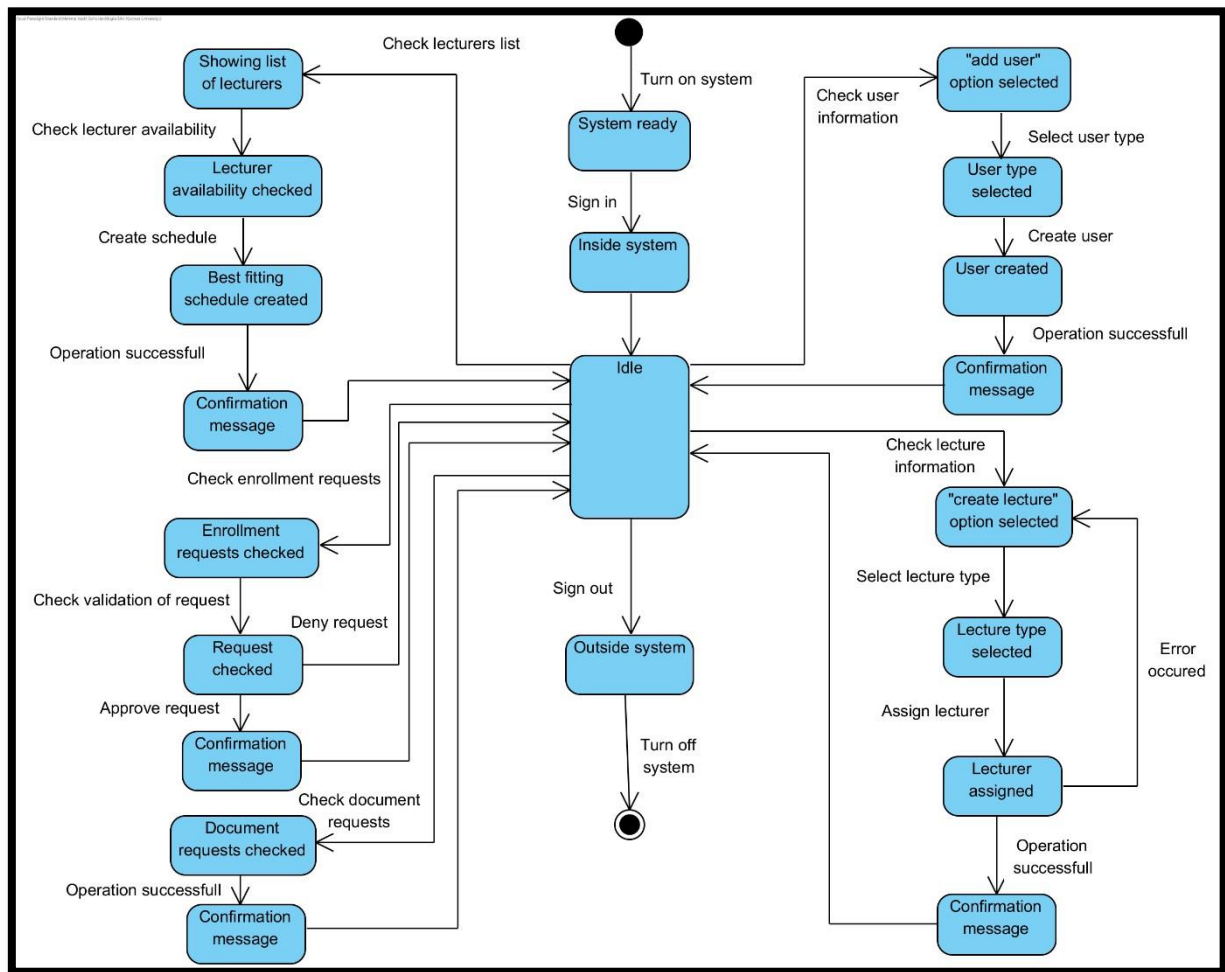 Check lecturers list
Showing list
of lecturers
Check lecturer availability
Lecturer
availability checked
Create schedule
Best fitting
schedule created
Operation successfull
Confirmation
message
Turn on system
System ready
Sign in
Inside system
Idle
Check user
information
"add user"
option selected
Select user type
User type
selected
Create user
User created
Operation successfull
Confirmation
message
Check enrollment requests
Enrollment
requests checked
Check validation of request
Deny request
Request
checked
Approve request
Confirmation
message
Check document
requests
Document
requests checked
Operation successfull
Confirmation
message
Sign out
Outside system
Turn off
system
Check lecture
information
"create lecture"
option selected
Select lecture type
Lecture type
selected
Error
occured
Assign lecturer
Lecturer
assigned
Operation
successfull
Confirmation
message